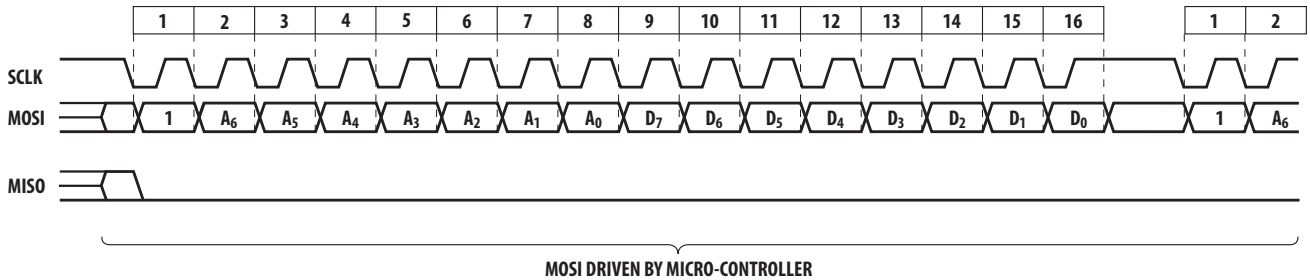 1 2 3 4 5 6 7 8 9 10 11 12 13 14 15 16 1 2
SCLK
MOSI 1 A₆ A₅ A₄ A₃ A₂ A₁ A₀ D₇ D₆ D₅ D₄ D₃ D₂ D₁ D₀ 1 A₆
MISO
MOSI DRIVEN BY MICRO-CONTROLLER